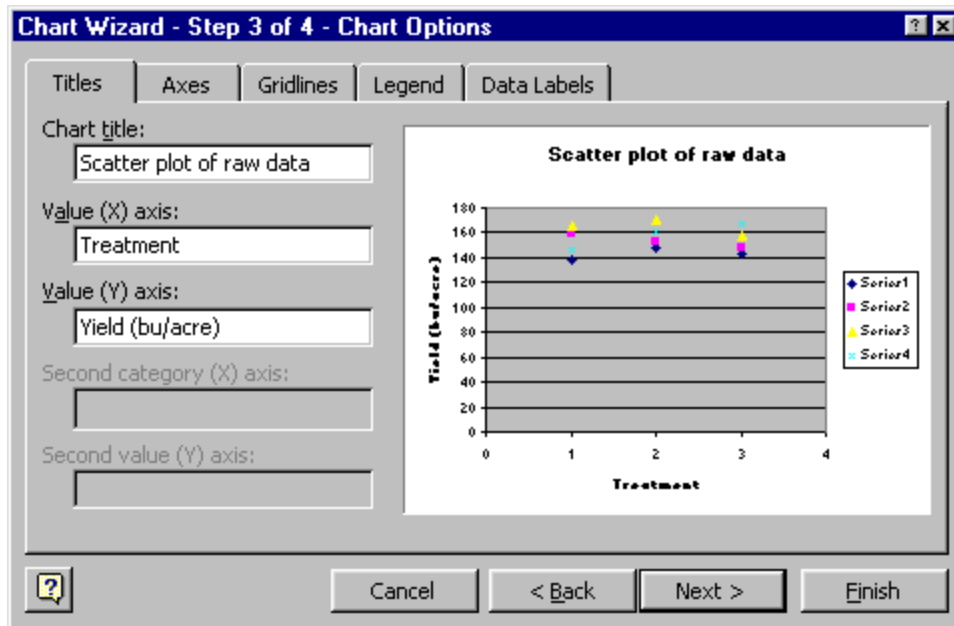 Chart Wizard - Step 3 of 4 - Chart Options
? ×
Titles Axes Gridlines Legend Data Labels
Chart title:
Scatter plot of raw data
Value (X) axis:
Treatment
Value (Y) axis:
Yield (bu/acre)
Second category (X) axis:
Second value (Y) axis:
Scatter plot of raw data
Yield (bu/acre)
180
160
140
120
100
80
60
40
20
0
0 1 2 3 4
Treatment
Series1
Series2
Series3
Series4
? Cancel < Back Next > Finish